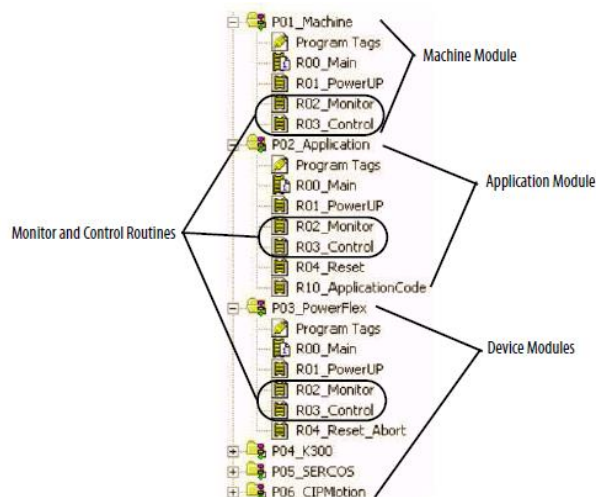 P01_Machine
Program Tags
R00_Main
R01_PowerUP
R02_Monitor
R03_Control
Machine Module
P02_Application
Program Tags
R00_Main
R01_PowerUP
R02_Monitor
R03_Control
R04_Reset
R10_ApplicationCode
Application Module
Monitor and Control Routines
P03_PowerFlex
Program Tags
R00_Main
R01_PowerUP
R02_Monitor
R03_Control
R04_Reset_Abort
Device Modules
P04_K300
P05_SERCOS
P06_CIPMotion